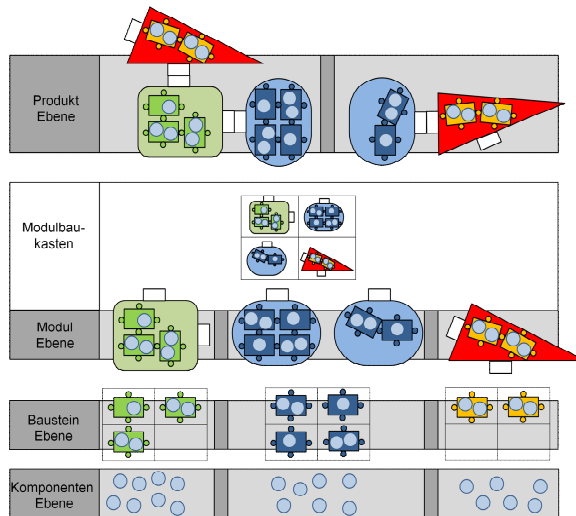 Produkt
Ebene
Modulbau-
kasten
Modul
Ebene
Baustein
Ebene
Komponenten
Ebene